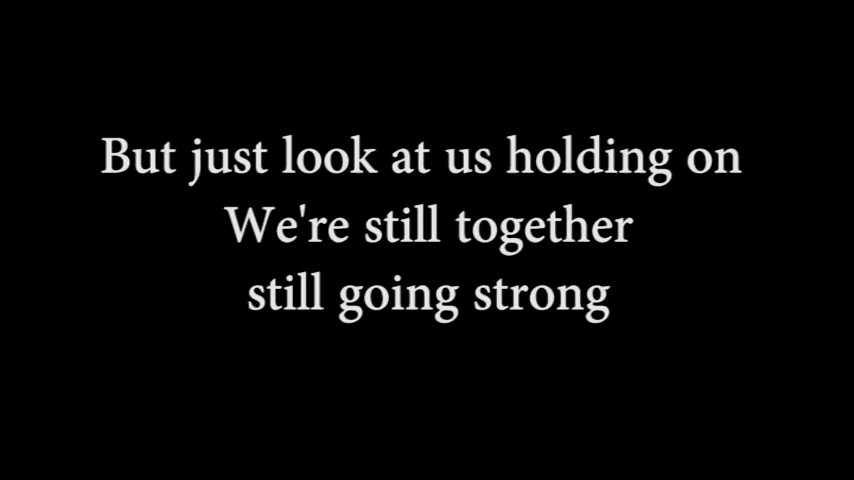 But just look at us holding on
We're still together
still going strong